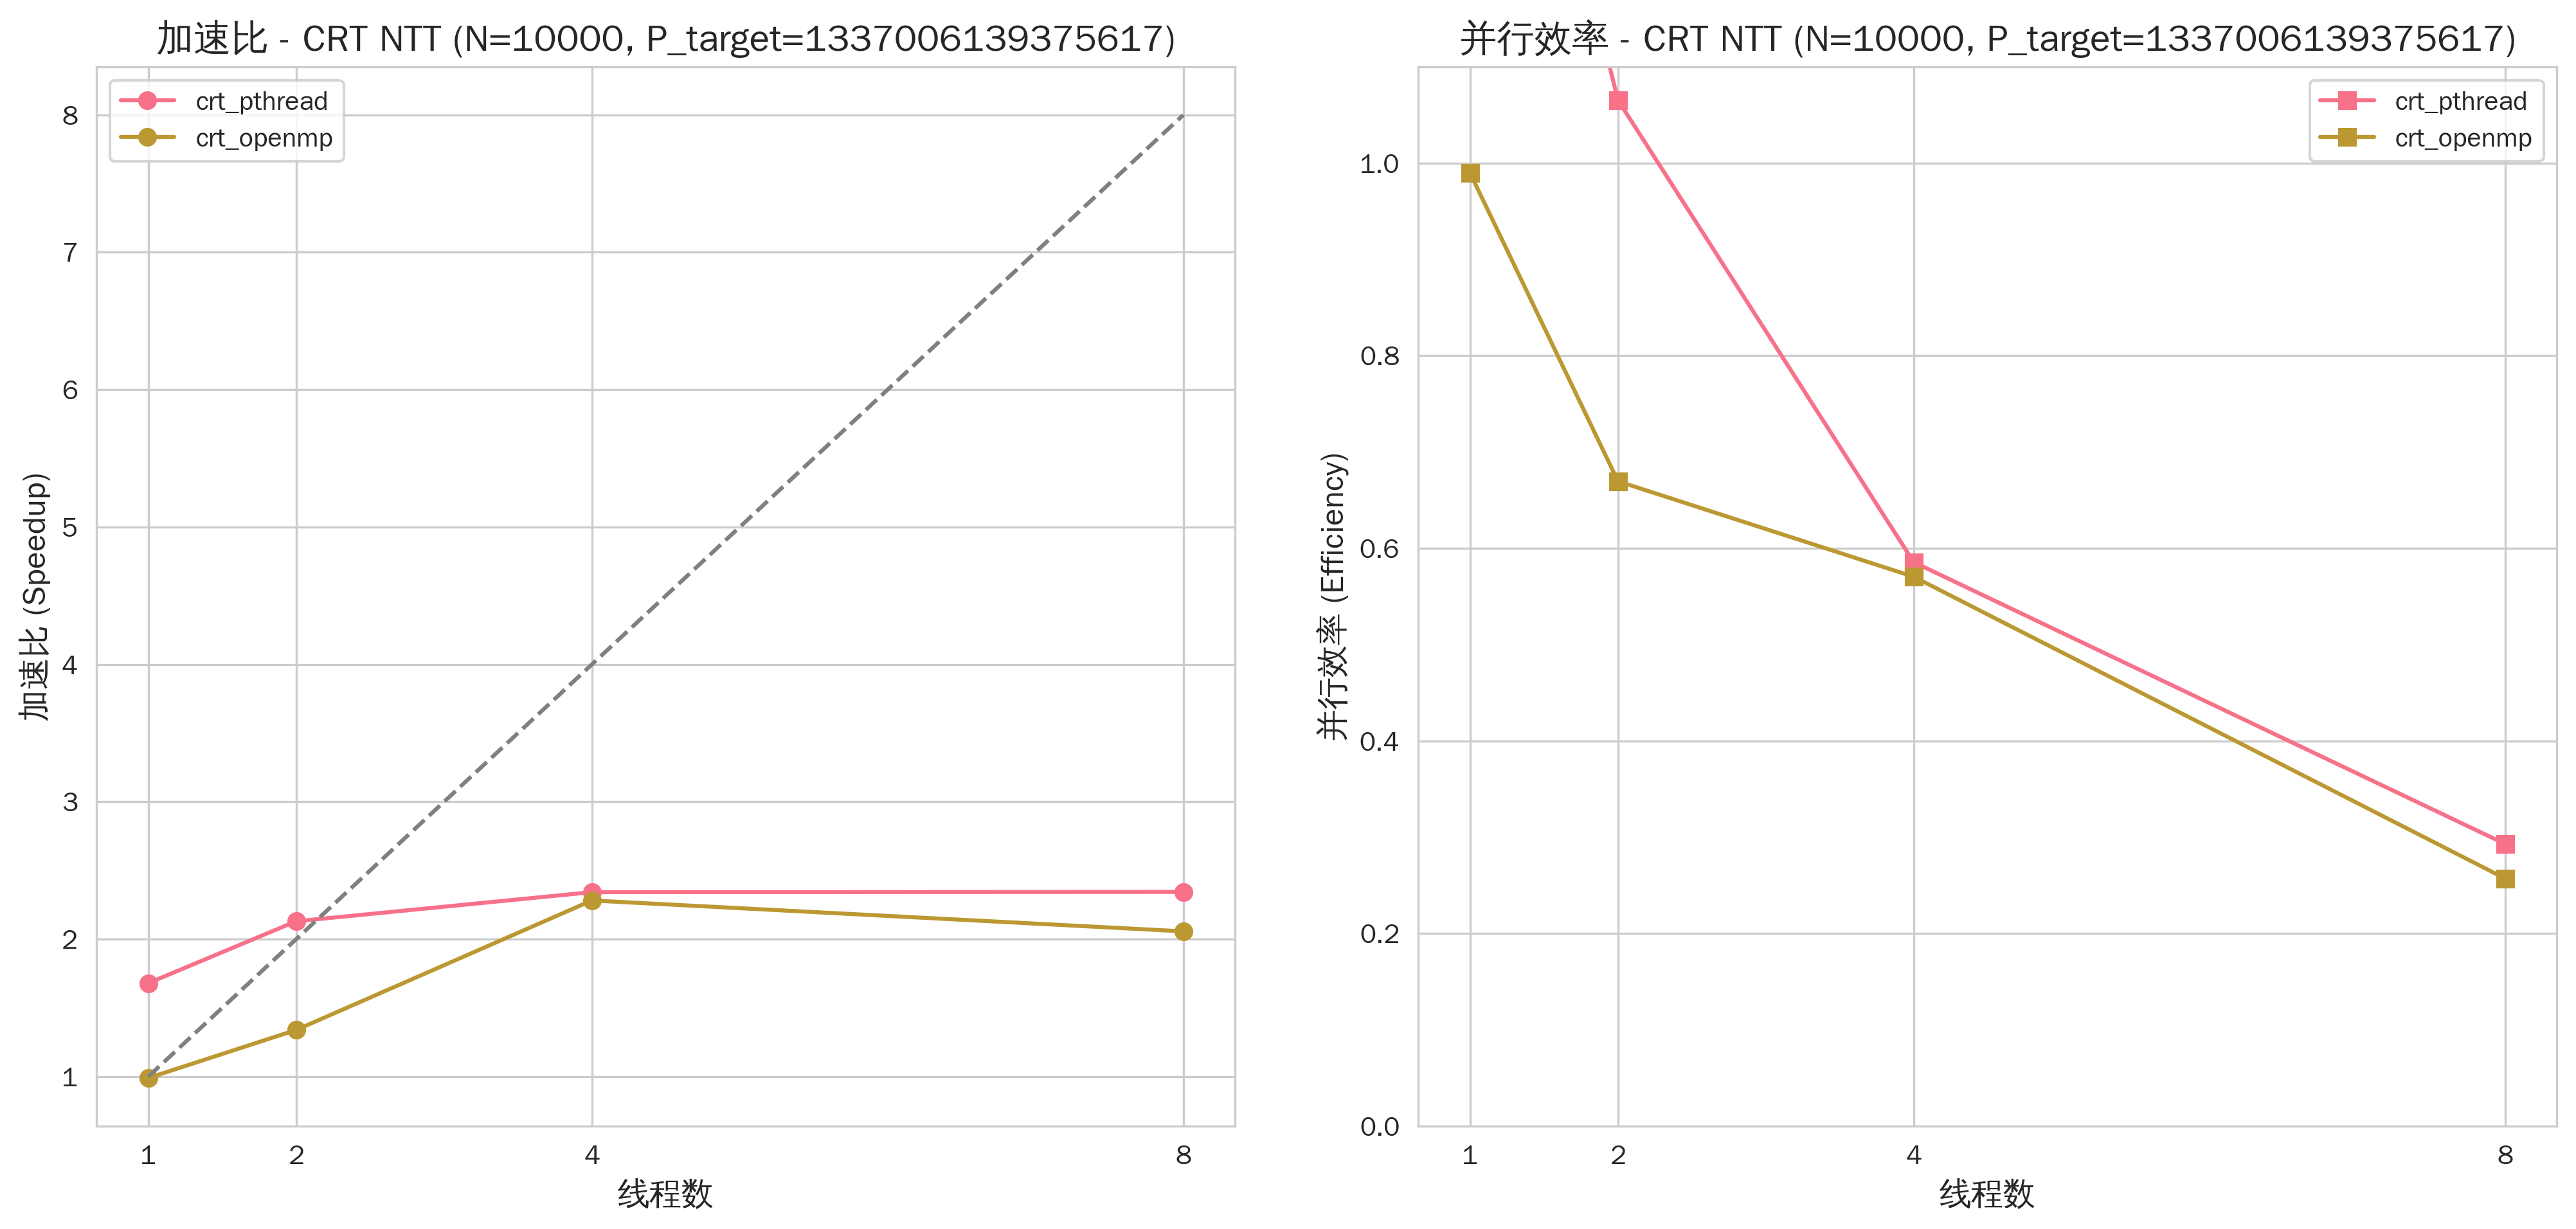 加速比 - CRT NTT (N=10000, P_target=1337006139375617)
crt_pthread
crt_openmp
8
7
6
5
4
3
2
1
加速比 (Speedup)
1 2 4 8
线程数
并行效率 - CRT NTT (N=10000, P_target=1337006139375617)
crt_pthread
crt_openmp
1.0
0.8
0.6
0.4
0.2
0.0
并行效率 (Efficiency)
1 2 4 8
线程数